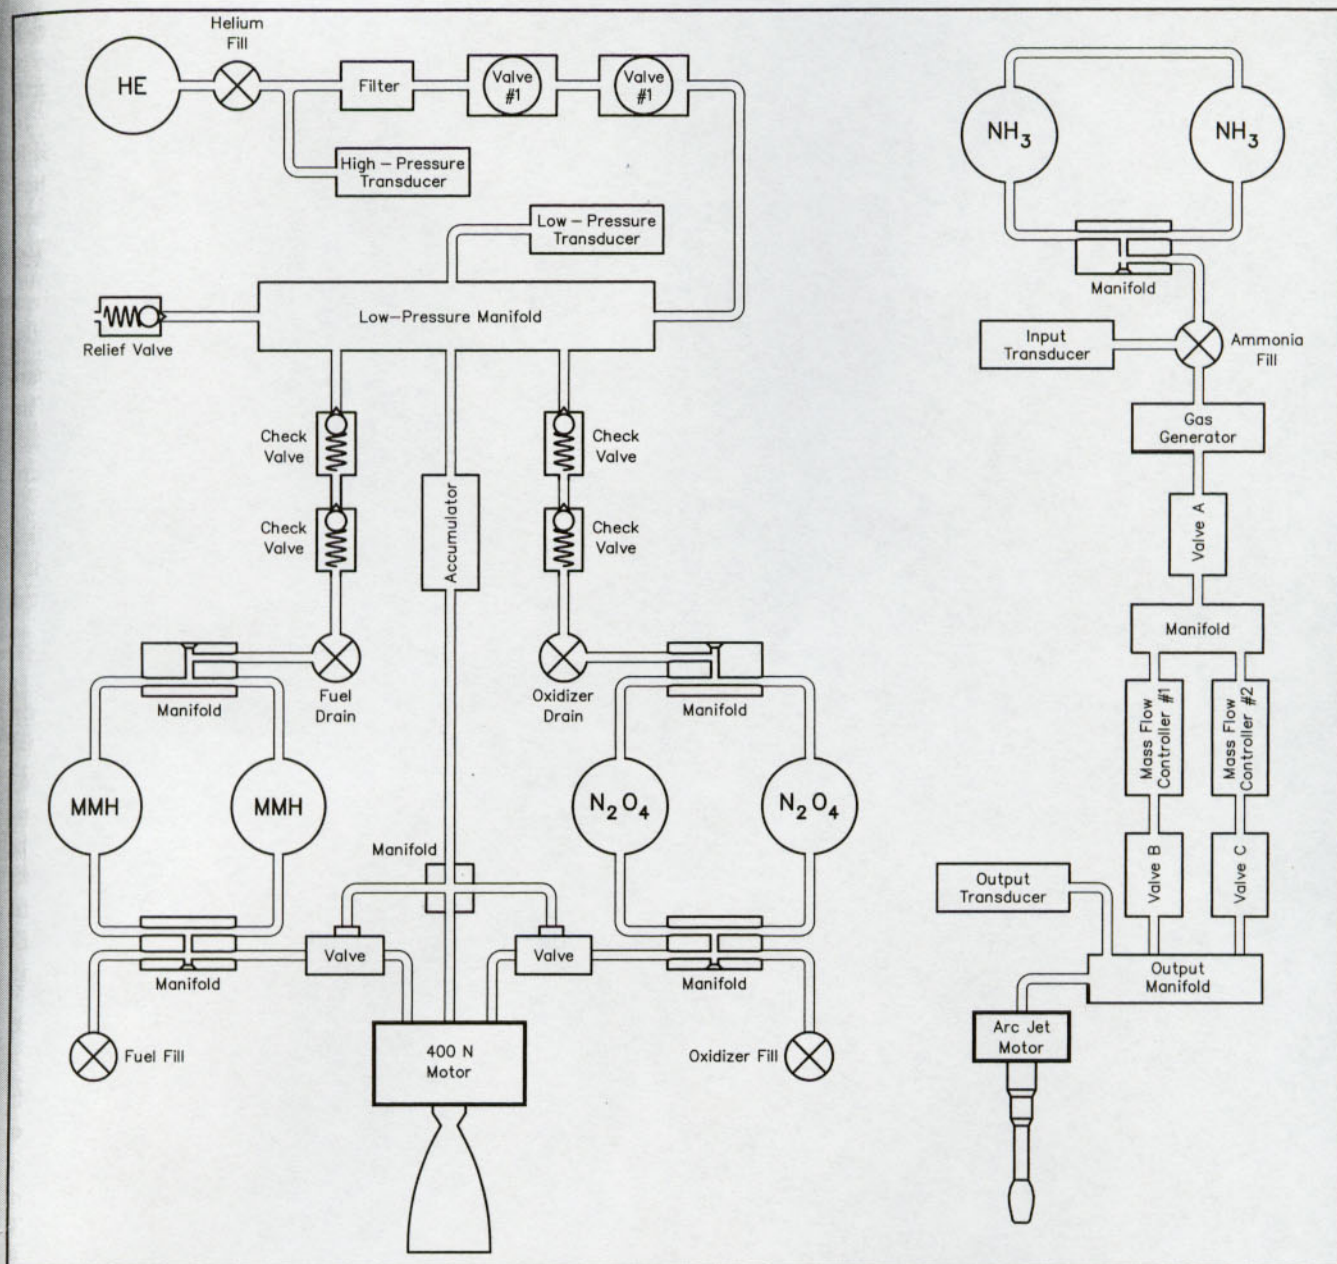 Helium
Fill
HE
Filter
Valve
#1
Valve
#1
High – Pressure
Transducer
Low – Pressure
Transducer
Low-Pressure Manifold
Relief Valve
Check
Valve
Check
Valve
Check
Valve
Check
Valve
Accumulator
Fuel
Drain
Oxidizer
Drain
Manifold
Manifold
MMH
MMH
N2O4
N2O4
Manifold
Valve
Valve
Manifold
Manifold
Fuel Fill
400 N
Motor
Oxidizer Fill
NH3
NH3
Manifold
Input
Transducer
Ammonia
Fill
Gas
Generator
Valve A
Manifold
Mass Flow
Controller #1
Mass Flow
Controller #2
Valve B
Valve C
Output
Transducer
Output
Manifold
Arc Jet
Motor